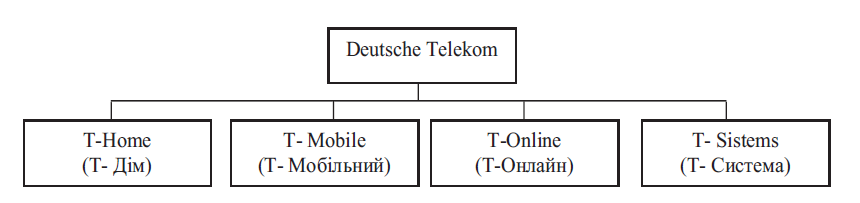 Deutsche Telekom
T-Home
(Т- Дім)
T- Mobile
(Т- Мобільний)
T-Online
(Т-Онлайн)
T- Sistems
(Т- Система)